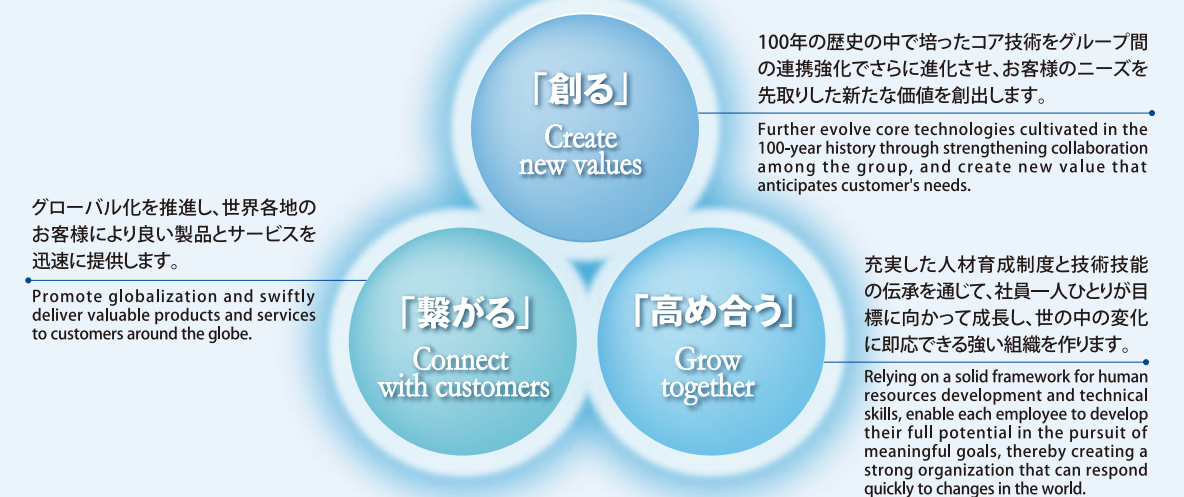 「創る」
Create
new values
100年の歴史の中で培ったコア技術をグループ間
の連携強化でさらに進化させ、お客様のニーズを
先取りした新たな価値を創出します。
Further evolve core technologies cultivated in the
100-year history through strengthening collaboration
among the group, and create new value that
anticipates customer's needs.
グローバル化を推進し、世界各地の
お客様により良い製品とサービスを
迅速に提供します。
Promote globalization and swiftly
deliver valuable products and services
to customers around the globe.
「繋がる」
Connect
with customers
「高め合う」
Grow
together
充実した人材育成制度と技術技能
の伝承を通じて、社員一人ひとりが目
標に向かって成長し、世の中の変化
に即応できる強い組織を作ります。
Relying on a solid framework for human
resources development and technical
skills, enable each employee to develop
their full potential in the pursuit of
meaningful goals, thereby creating a
strong organization that can respond
quickly to changes in the world.